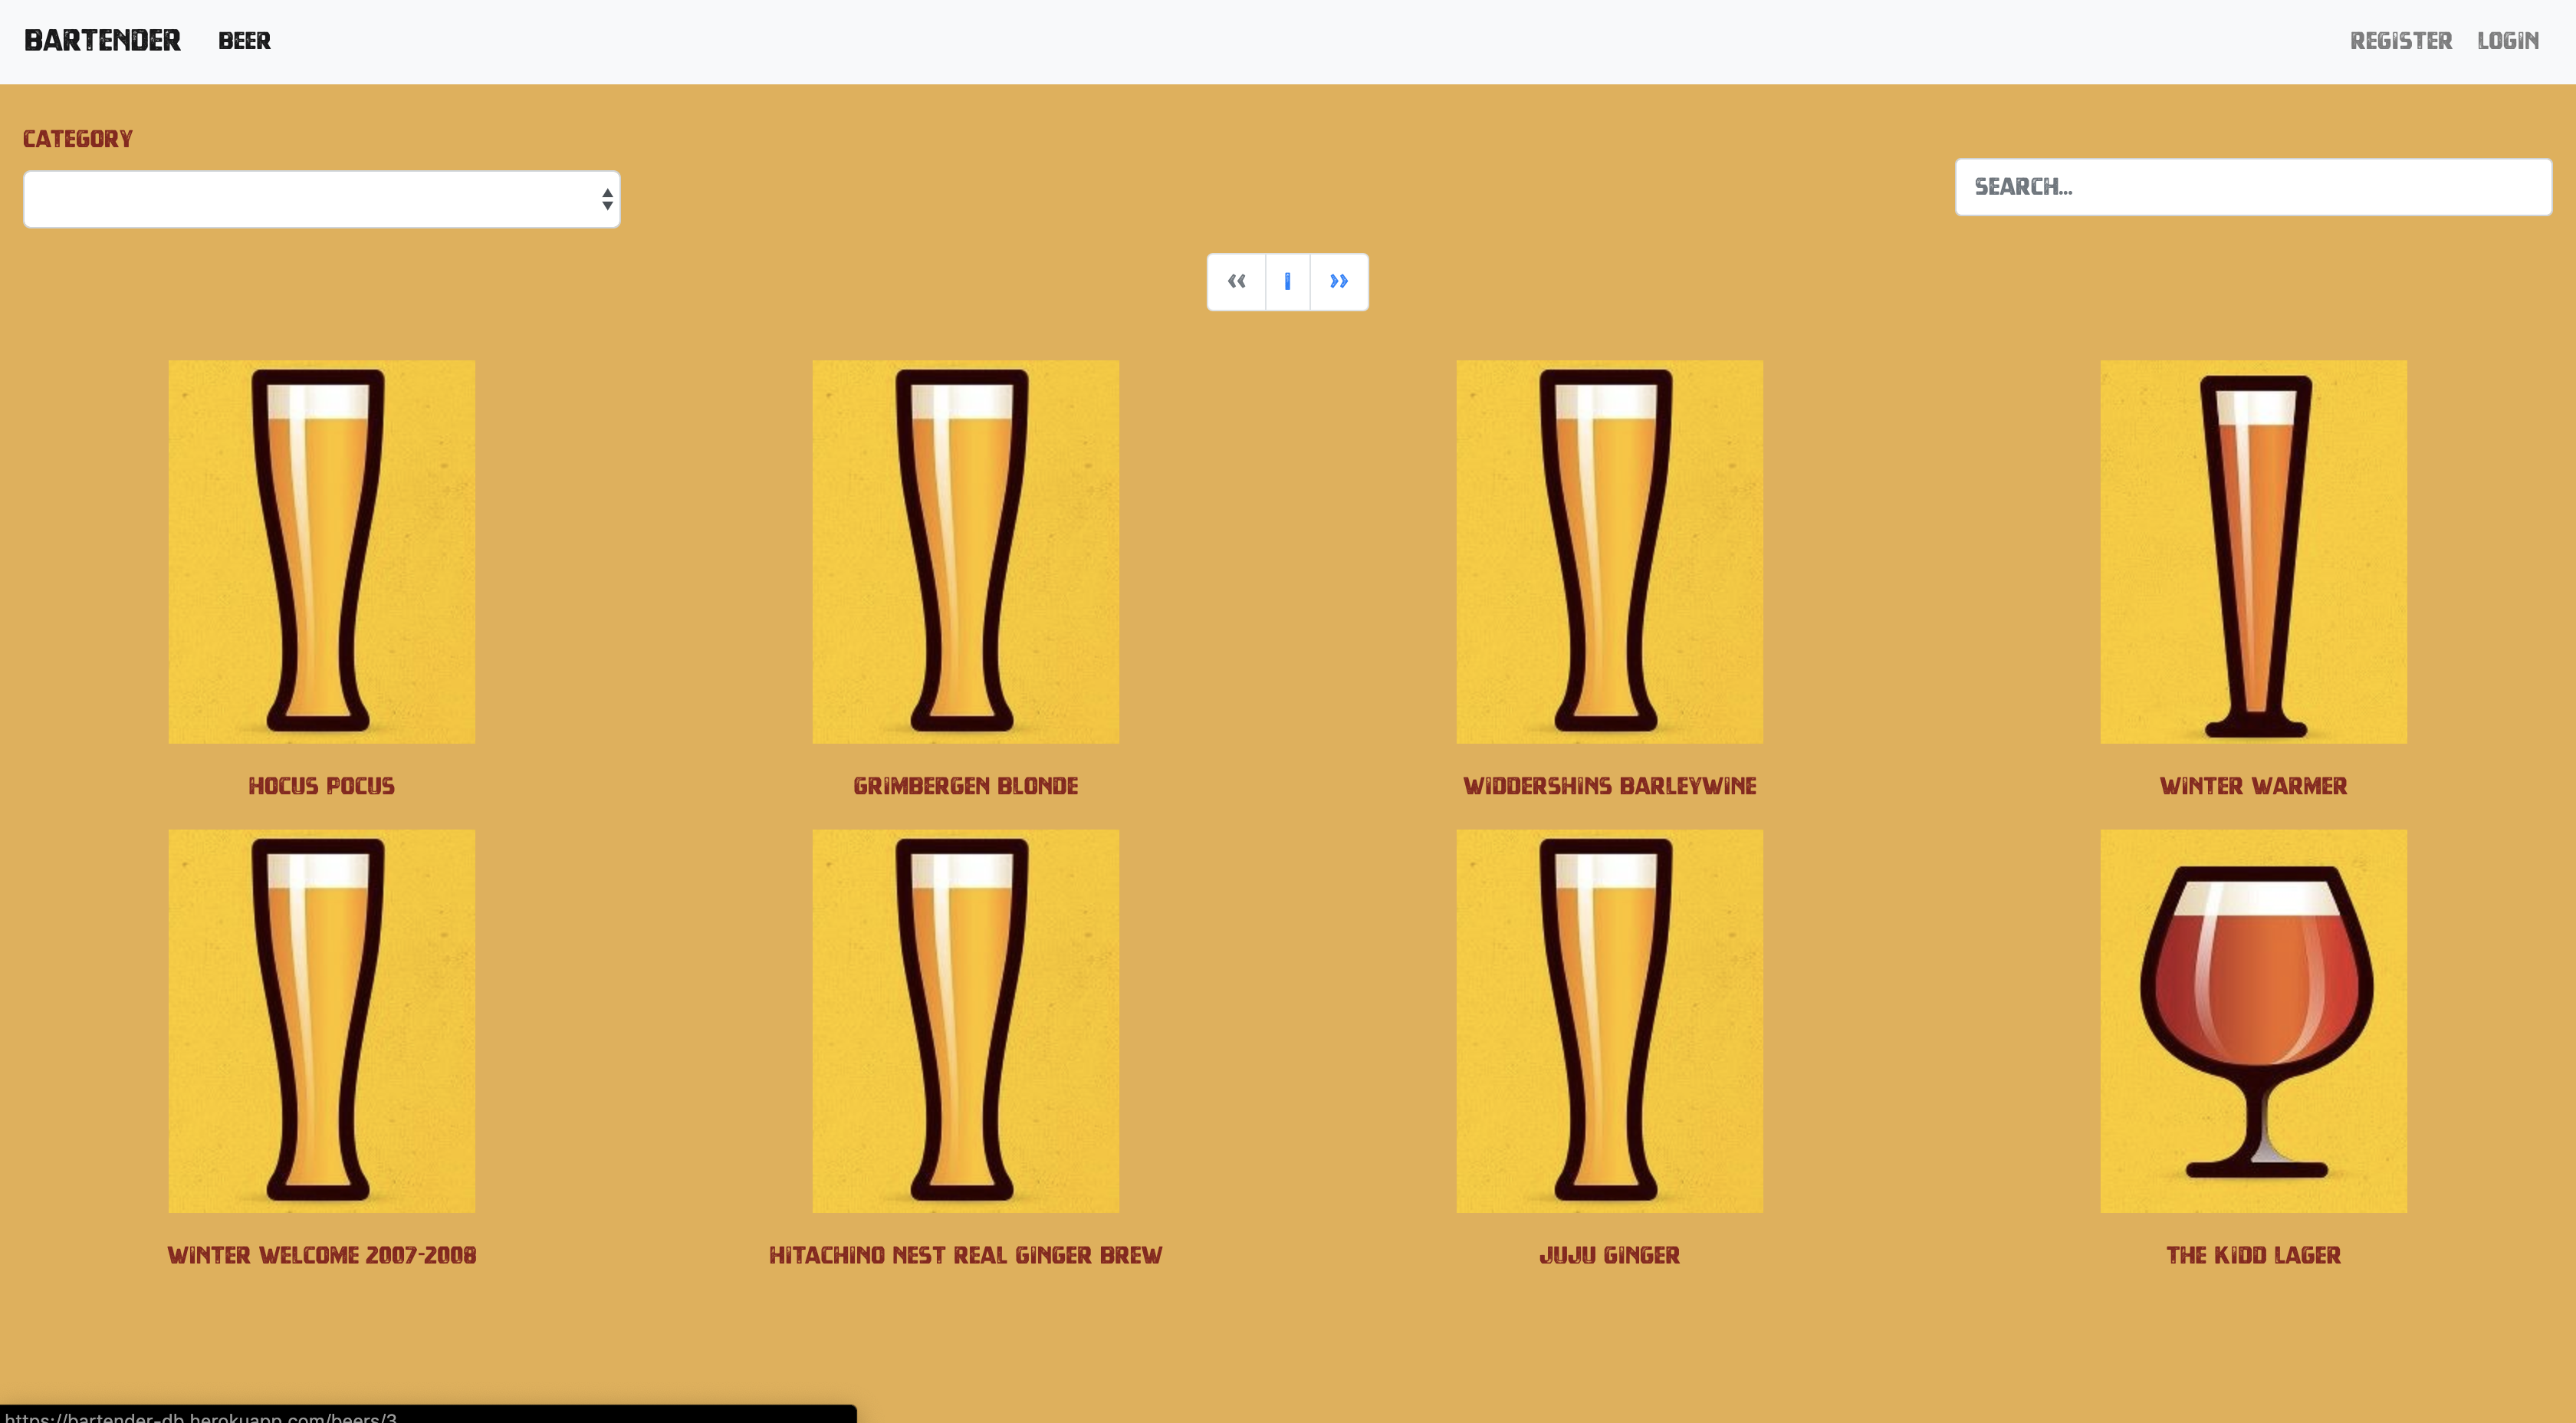 BARTENDER BEER REGISTER LOGIN
CATEGORY
SEARCH...
« 1 »
HOCUS POCUS GRIMBERGEN BLONDE WIDDERSHINS BARLEYWINE WINTER WARMER
WINTER WELCOME 2007-2008 HITACHINO NEST REAL GINGER BREW JUJU GINGER THE KIDD LAGER
https://bartender-db.herokuapp.com/beers/3